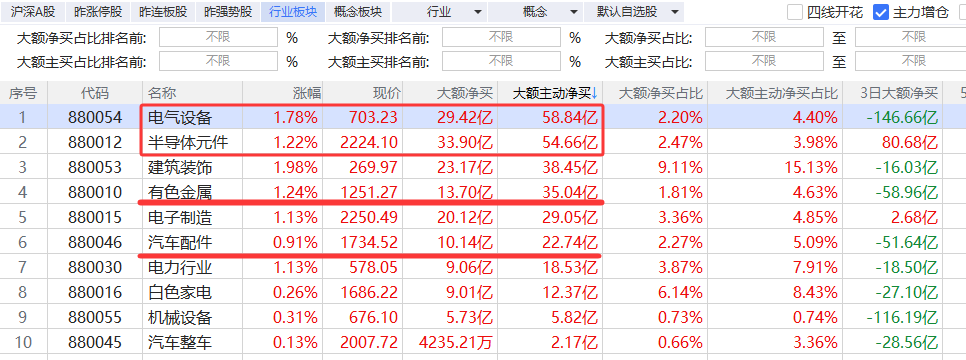 沪深A股 昨涨停股 昨连板股 昨强势股 行业板块 概念板块 行业 概念 默认自选股 四线开花 主力增仓
大额净买占比排名前: 不限 % 大额净买排名前: 不限 大额净买占比: 不限 至 不限
大额主买占比排名前: 不限 % 大额主买排名前: 不限 大额主买占比: 不限 至 不限
序号 代码 名称 涨幅 现价 大额净买 大额主动净买↓ 大额净买占比 大额主动净买占比 3日大额净买 5
1 880054 电气设备 1.78% 703.23 29.42亿 58.84亿 2.20% 4.40% -146.66亿
2 880012 半导体元件 1.22% 2224.10 33.90亿 54.66亿 2.47% 3.98% 80.68亿
3 880053 建筑装饰 1.98% 269.97 23.17亿 38.45亿 9.11% 15.13% -16.03亿
4 880010 有色金属 1.24% 1251.27 13.70亿 35.04亿 1.81% 4.63% -58.96亿
5 880015 电子制造 1.13% 2250.49 20.12亿 29.05亿 3.36% 4.85% 2.68亿
6 880046 汽车配件 0.91% 1734.52 10.14亿 22.74亿 2.27% 5.09% -51.64亿
7 880030 电力行业 1.13% 578.05 9.06亿 18.53亿 3.87% 7.91% -18.50亿
8 880016 白色家电 0.26% 1686.22 9.01亿 12.37亿 6.14% 8.43% -27.10亿
9 880055 机械设备 0.31% 676.10 5.73亿 5.82亿 0.73% 0.74% -116.19亿
10 880045 汽车整车 0.13% 2007.72 4235.21万 2.17亿 0.66% 3.36% -28.56亿